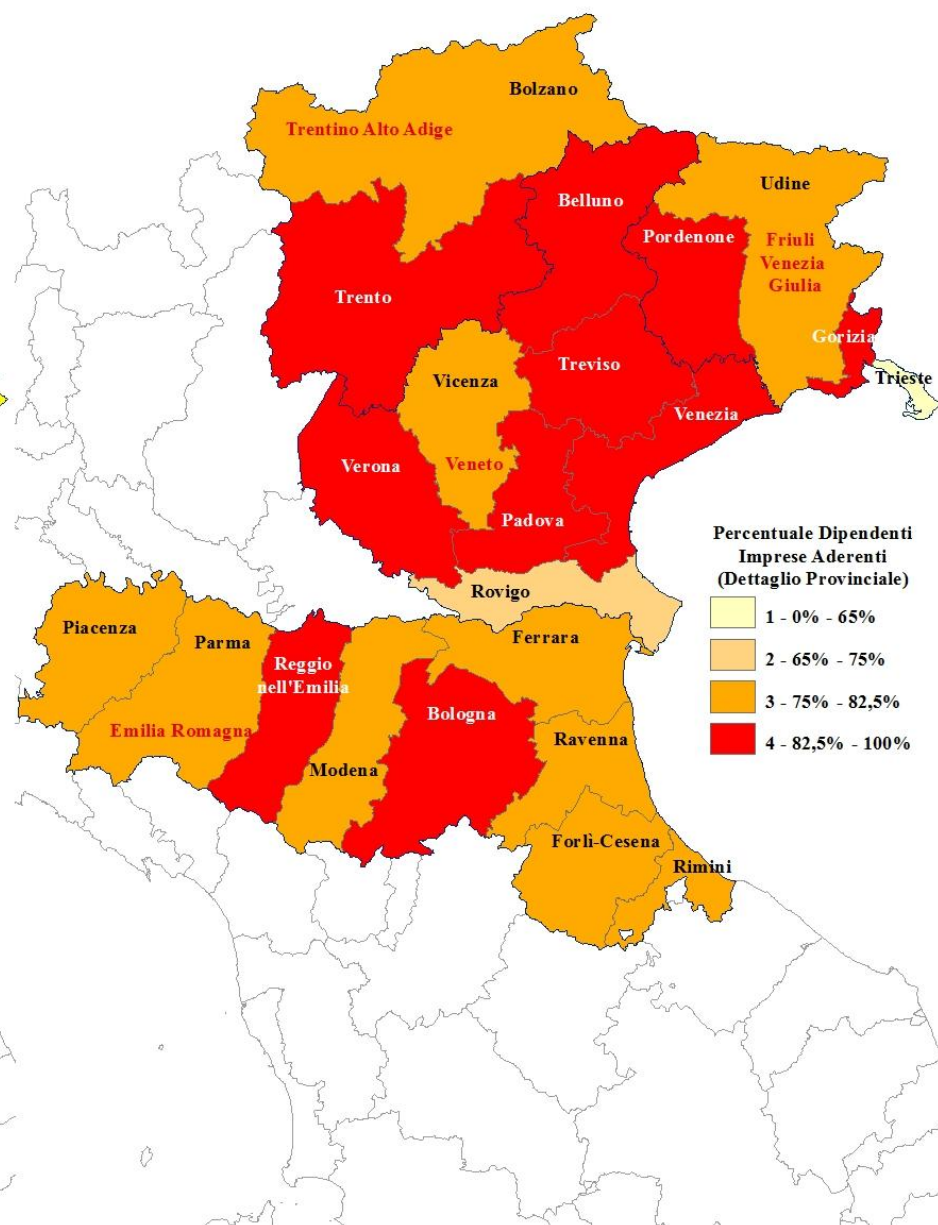 Bolzano
Trentino Alto Adige
Udine
Belluno
Pordenone
Friuli
Venezia
Giulia
Trento
Gorizia
Treviso
Vicenza
Trieste
Venezia
Verona
Veneto
Padova
Rovigo
Percentuale Dipendenti
Imprese Aderenti
(Dettaglio Provinciale)
1 - 0% - 65%
2 - 65% - 75%
3 - 75% - 82,5%
4 - 82,5% - 100%
Piacenza
Parma
Ferrara
Reggio
nell'Emilia
Bologna
Emilia Romagna
Ravenna
Modena
Forlì-Cesena
Rimini